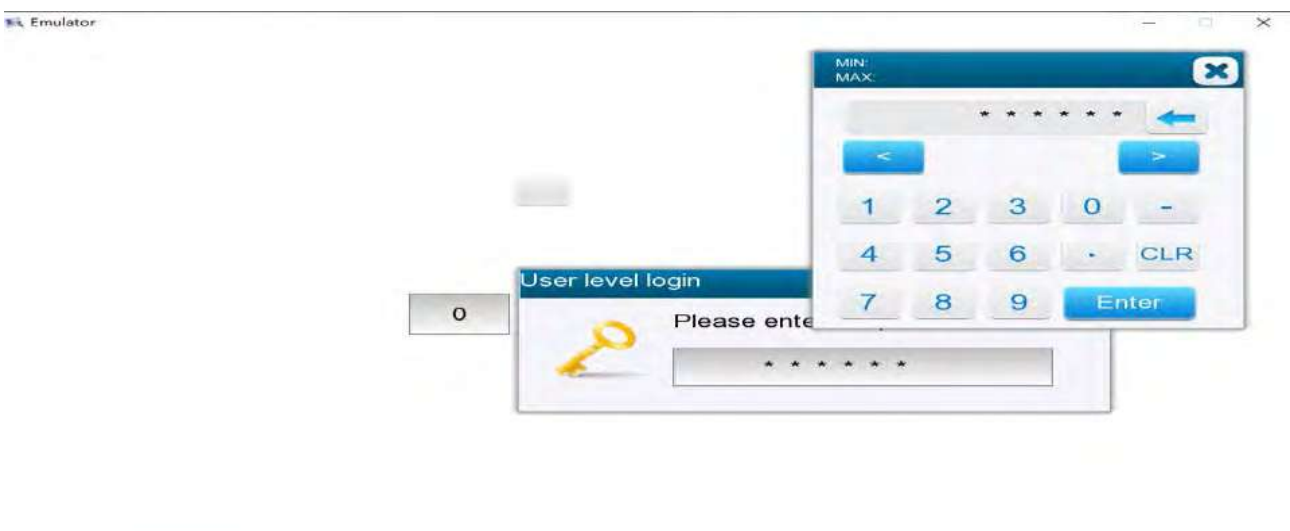 Emulator
MIN:
MAX:
* * * * * *
< >
1 2 3 0 -
4 5 6 . CLR
7 8 9 Enter
User level login
0
Please ente
* * * * * *